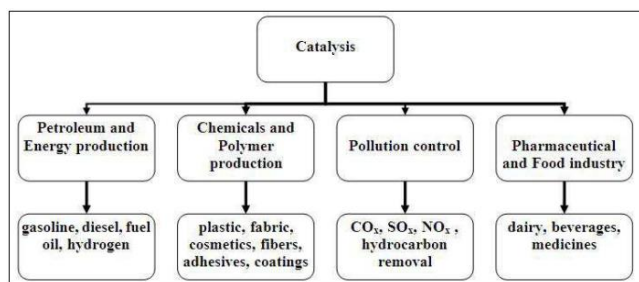 Catalysis
Petroleum and
Energy production
Chemicals and
Polymer
production
Pollution control
Pharmaceutical
and Food industry
gasoline, diesel, fuel
oil, hydrogen
plastic, fabric,
cosmetics, fibers,
adhesives, coatings
COₓ, SOₓ, NOₓ ,
hydrocarbon
removal
dairy, beverages,
medicines